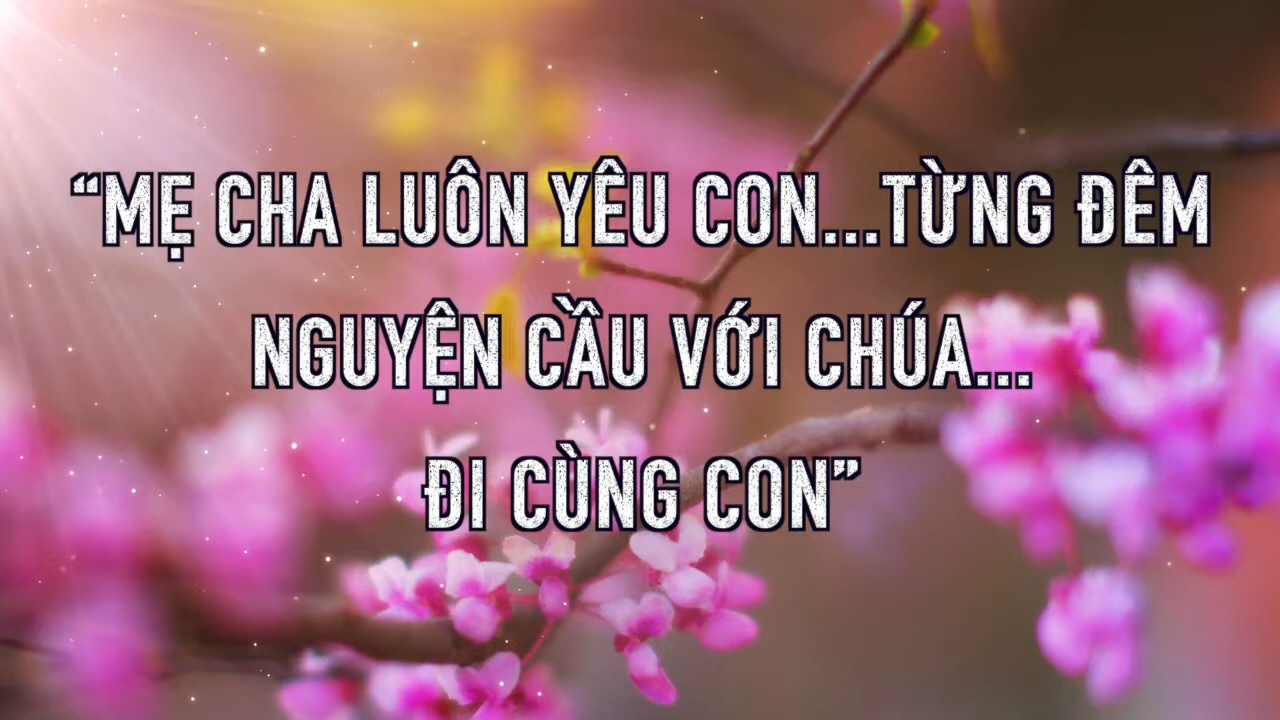 “MẸ CHA LUÔN YÊU CON...TỪNG ĐÊM
NGUYỆN CẦU VỚI CHÚA...
ĐI CÙNG CON”